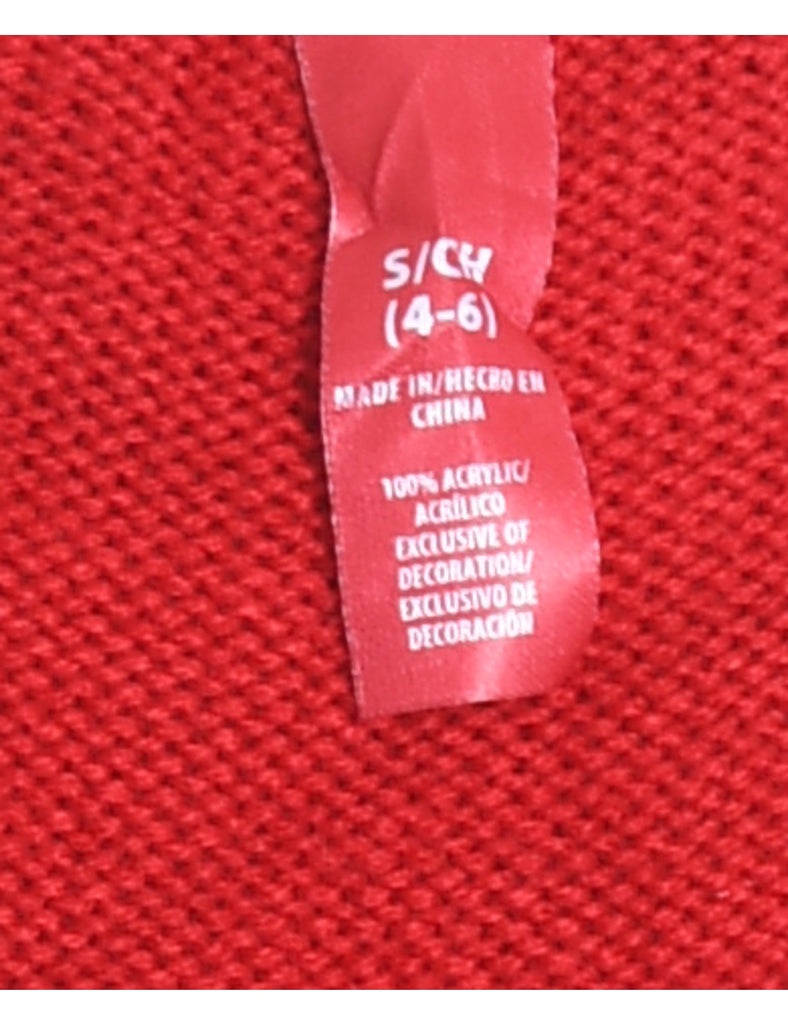 S/CH
(4-6)
MADE IN/HECHO EN
CHINA
100% ACRYLIC/
ACRÍLICO
EXCLUSIVE OF
DECORATION/
EXCLUSIVO DE
DECORACIÓN